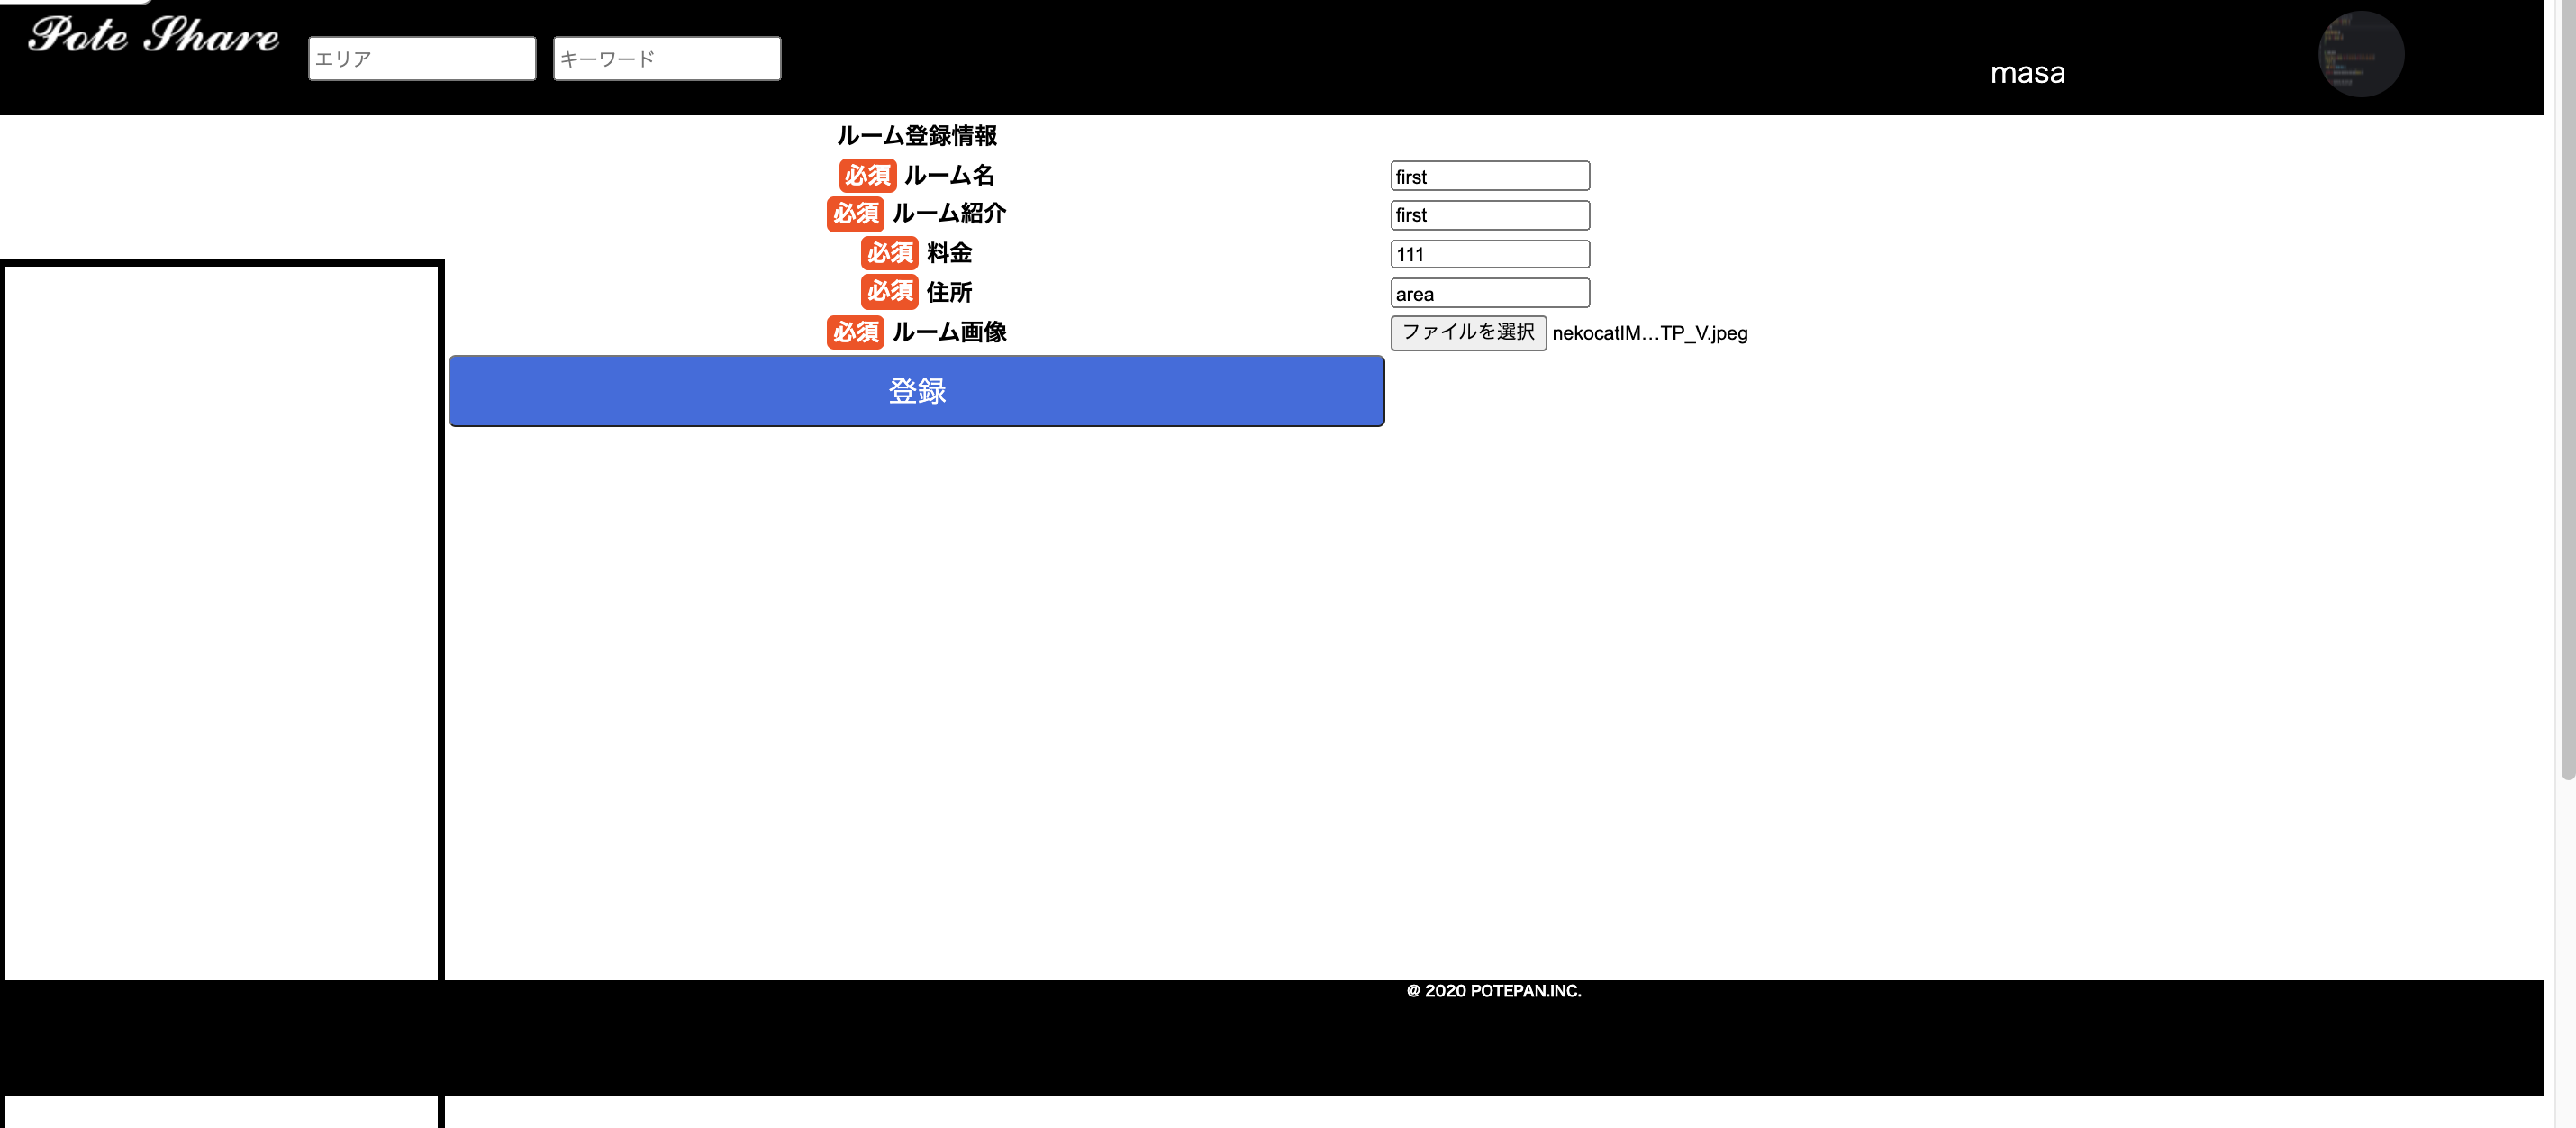 Pote Share
エリア キーワード
masa
ルーム登録情報
必須 ルーム名 first
必須 ルーム紹介 first
必須 料金 111
必須 住所 area
必須 ルーム画像 ファイルを選択 nekocatIM...TP_V.jpeg
登録
@ 2020 POTEPAN.INC.